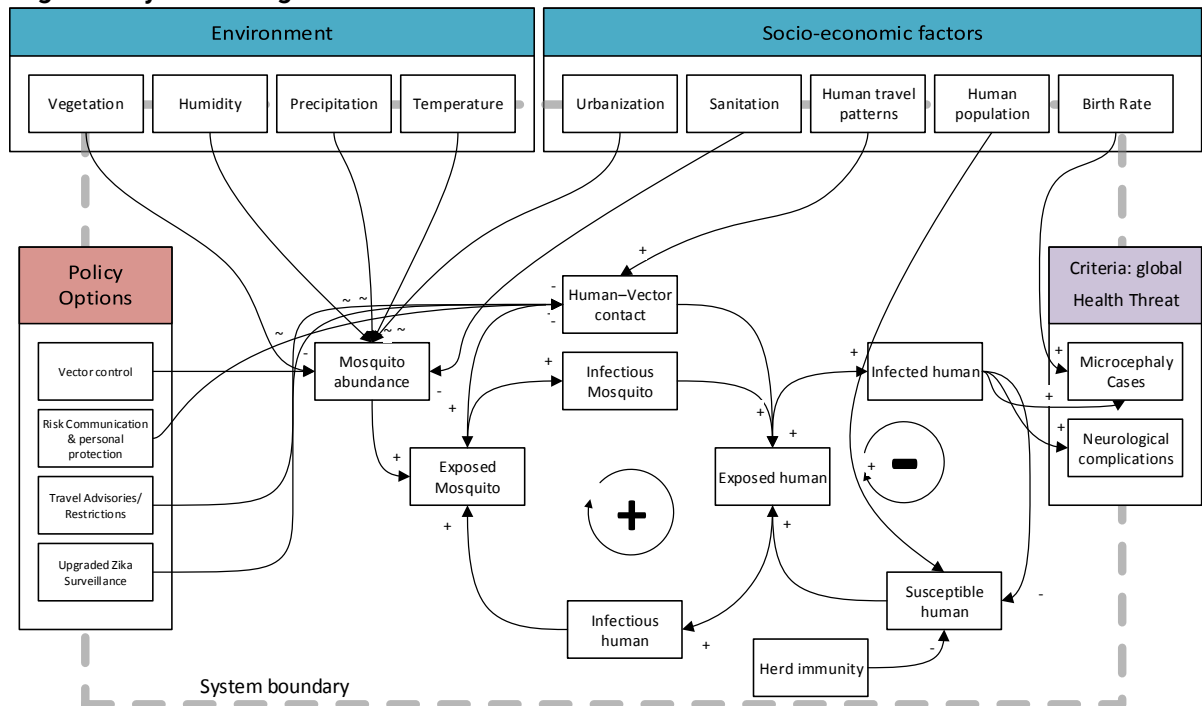 Environment
Socio-economic factors
Vegetation
Humidity
Precipitation
Temperature
Urbanization
Sanitation
Human travel
patterns
Human
population
Birth Rate
Policy
Options
Vector control
Risk Communication
& personal
protection
Travel Advisories/
Restrictions
Upgraded Zika
Surveillance
Criteria: global
Health Threat
Microcephaly
Cases
Neurological
complications
+
~ ~
-
-
-
Human–Vector
contact
~
~ ~
-
Mosquito
abundance
-
+
Infectious
Mosquito
+
+
Infected human
+
+
+
+
+
+
Exposed
Mosquito
+
+
Exposed human
+
-
+
+
+
Infectious
human
+
Susceptible
human
-
-
Herd immunity
System boundary